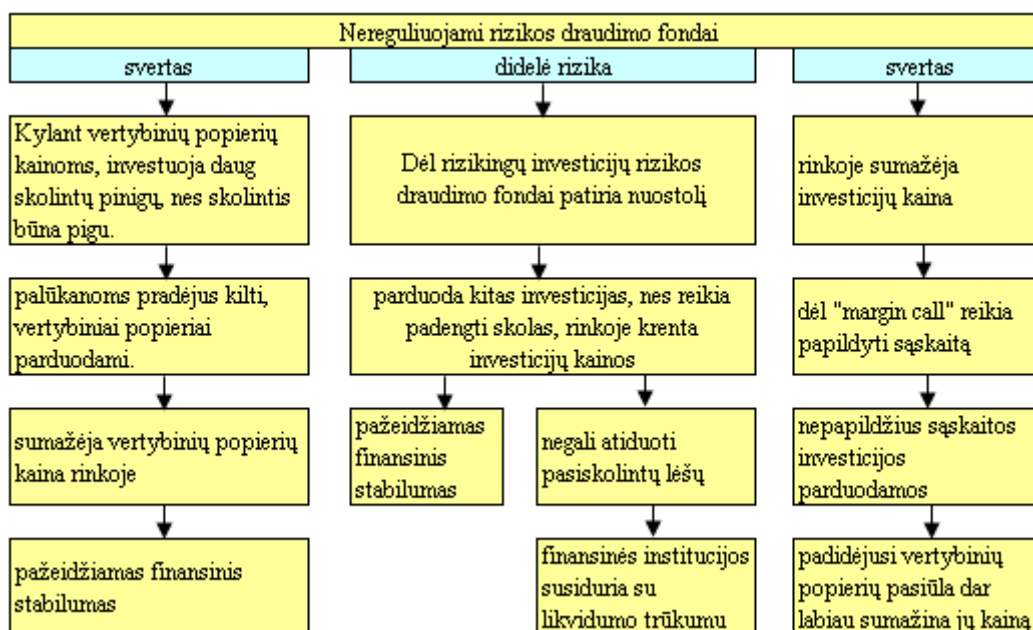 Nereguliuojami rizikos draudimo fondai
svertas
didelė rizika
svertas
Kylant vertybinių popierių
kainoms, investuoja daug
skolintų pinigų, nes skolintis
būna pigu.
Dėl rizikingų investicijų rizikos
draudimo fondai patiria nuostolį
rinkoje sumažėja
investicijų kaina
palūkanoms pradėjus kilti,
vertybiniai popieriai
parduodami.
parduoda kitas investicijas, nes reikia
padengti skolas, rinkoje krenta
investicijų kainos
dėl "margin call" reikia
papildyti sąskaitą
sumažėja vertybinių popierių
kaina rinkoje
pažeidžiamas
finansinis
stabilumas
negali atiduoti
pasiskolintų lėšų
nepapildžius sąskaitos
investicijos
parduodamos
pažeidžiamas finansinis
stabilumas
finansinės institucijos
susiduria su
likvidumo trūkumu
padidėjusi vertybinių
popierių pasiūla dar
labiau sumažina jų kainą